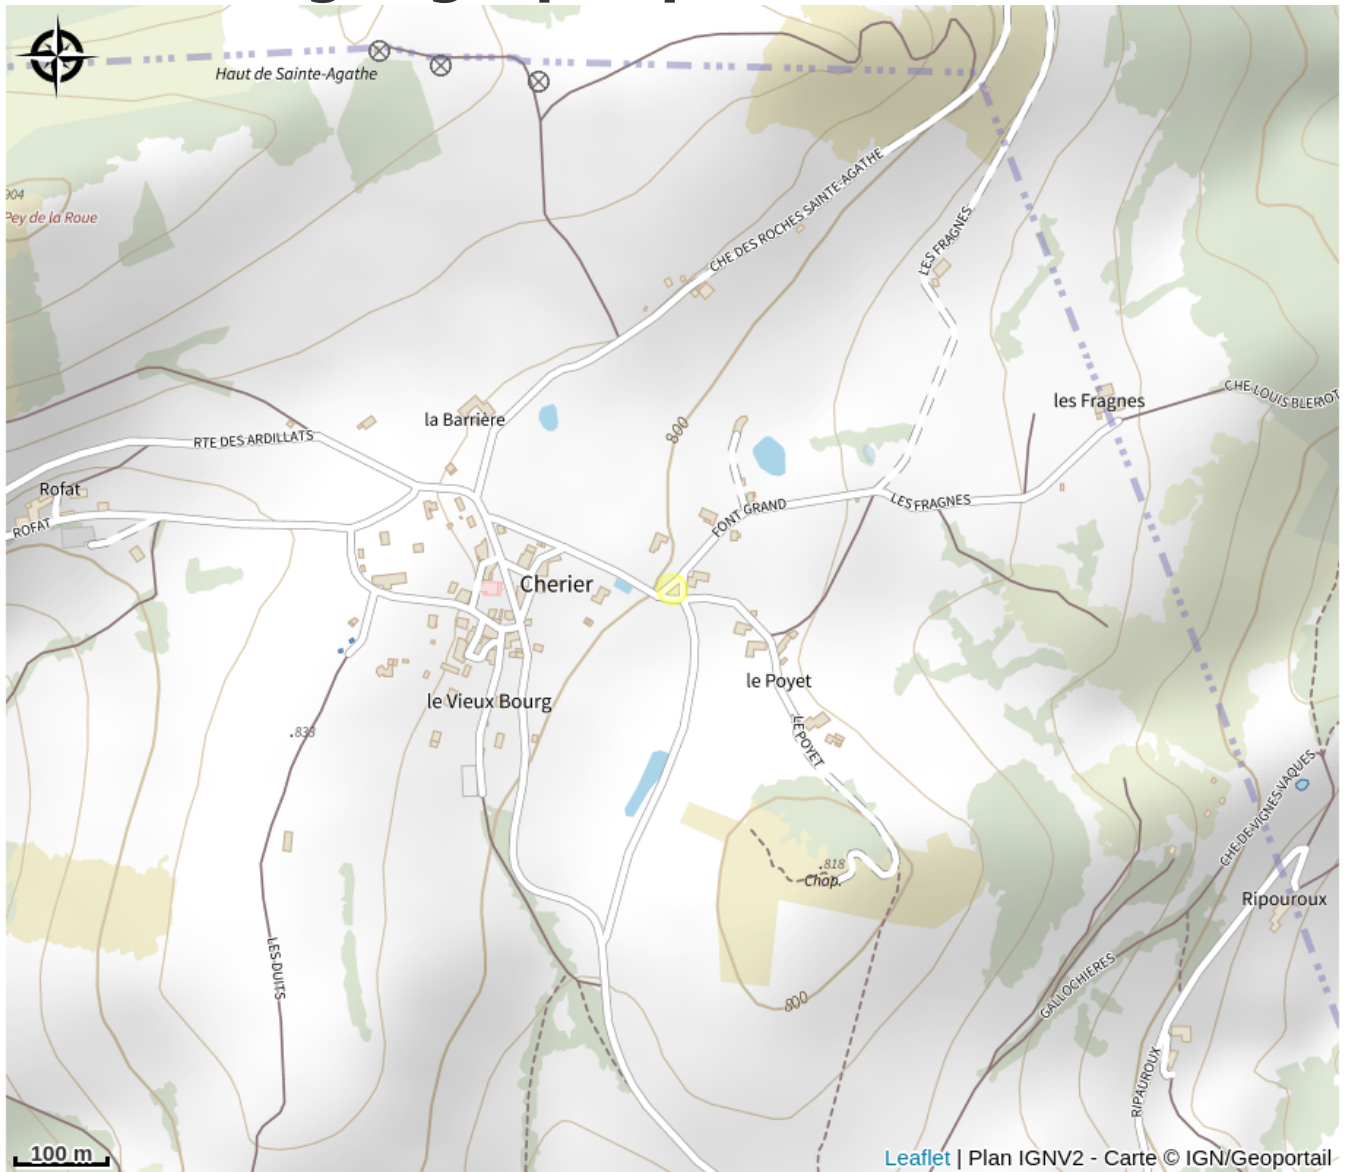 Haut de Sainte-Agathe
CHE DES ROCHES SAINTE-AGATHE
904
Pey de la Roue
LES FRAGNES
les Fragnes
CHE LOUIS BLERIOT
la Barrière
800
RTE DES ARDILLATS
Rofat
ROFAT
FONT GRAND
LES FRAGNES
Cherier
le Poyet
le Vieux Bourg
.833
LE POYET
CHE DE VIGNES VAQUES
.818
Chap.
Ripouroux
LES DUITS
GALLOCHIERES
800
RIPAUROUX
100 m
Leaflet | Plan IGNV2 - Carte © IGN/Geoportail